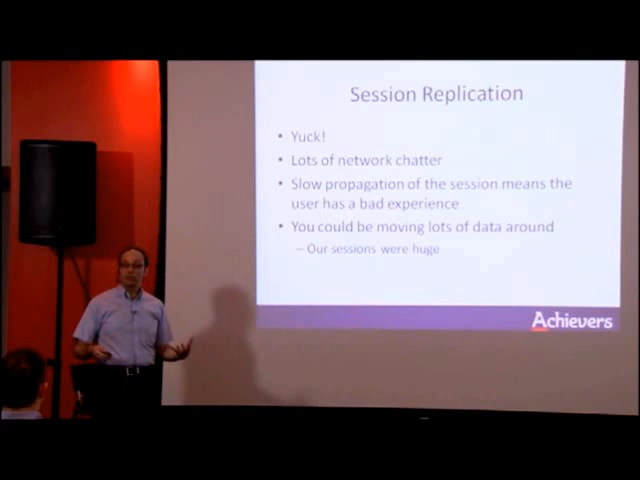 Session Replication
• Yuck!
• Lots of network chatter
• Slow propagation of the session means the
user has a bad experience
• You could be moving lots of data around
– Our sessions were huge
Achievers